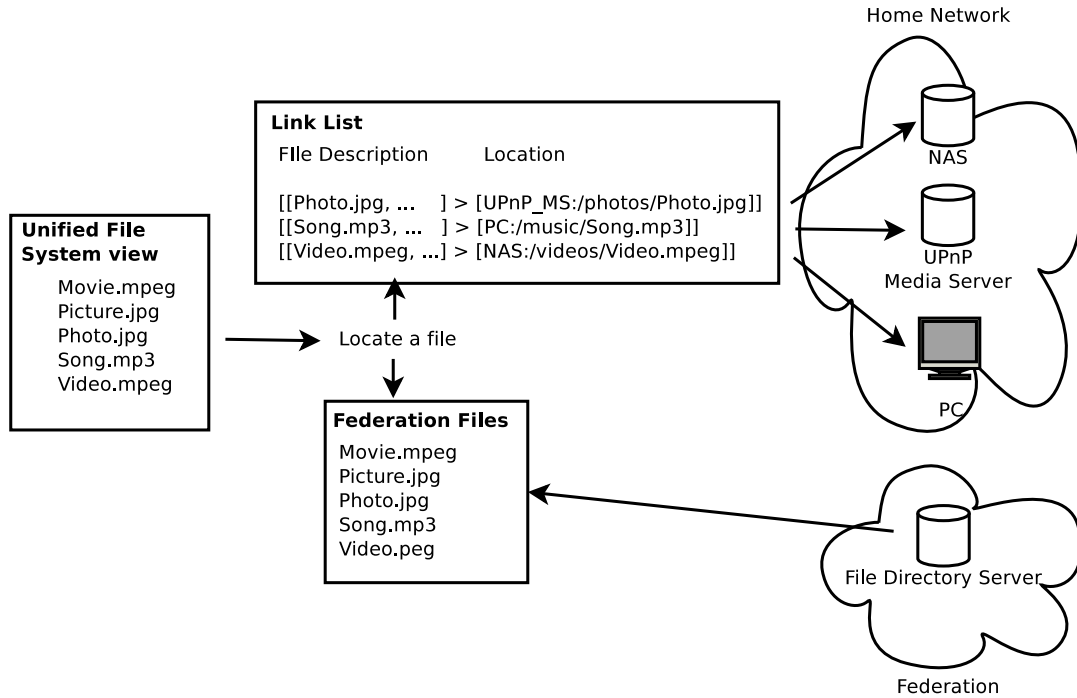 Home Network
Link List
FIle Description Location
[[Photo.jpg, ... ] > [UPnP_MS:/photos/Photo.jpg]]
[[Song.mp3, ... ] > [PC:/music/Song.mp3]]
[[Video.mpeg, ...] > [NAS:/videos/Video.mpeg]]
NAS
UPnP
Media Server
PC
Unified File
System view
Movie.mpeg
Picture.jpg
Photo.jpg
Song.mp3
Video.mpeg
Locate a file
Federation Files
Movie.mpeg
Picture.jpg
Photo.jpg
Song.mp3
Video.peg
File Directory Server
Federation